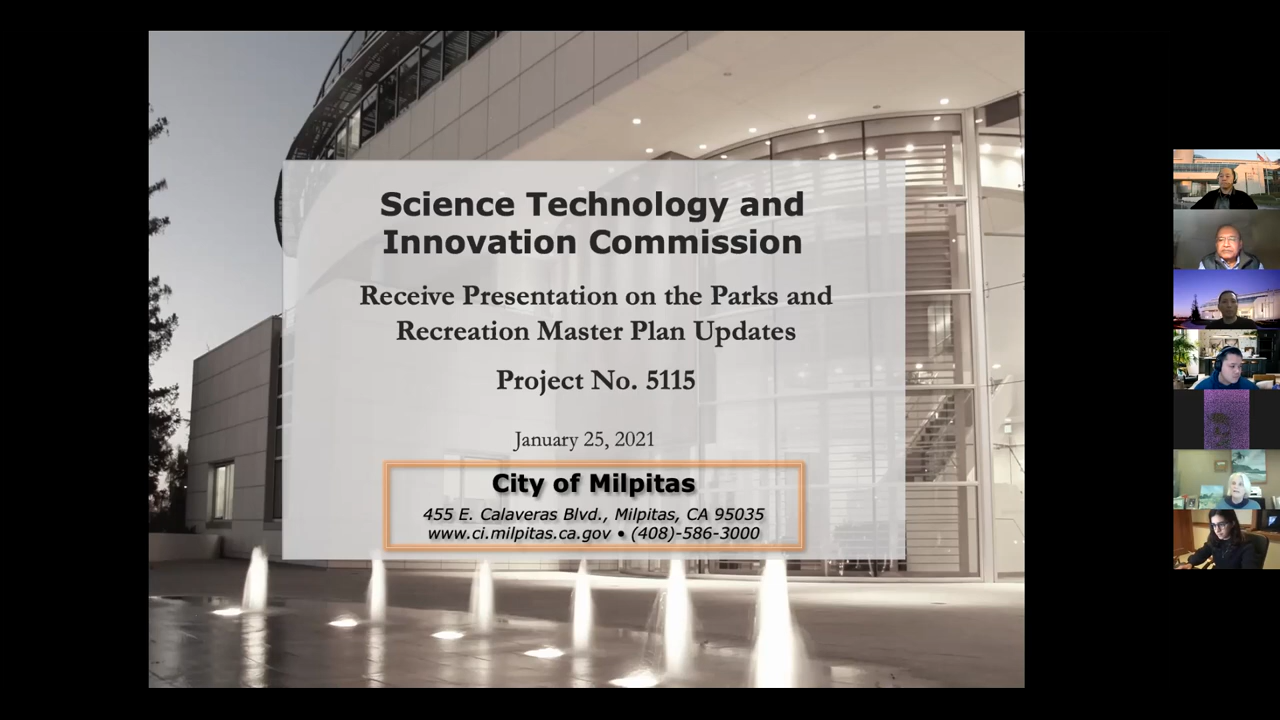 Science Technology and
Innovation Commission
Receive Presentation on the Parks and
Recreation Master Plan Updates
Project No. 5115
January 25, 2021
City of Milpitas
455 E. Calaveras Blvd., Milpitas, CA 95035
www.ci.milpitas.ca.gov • (408)-586-3000